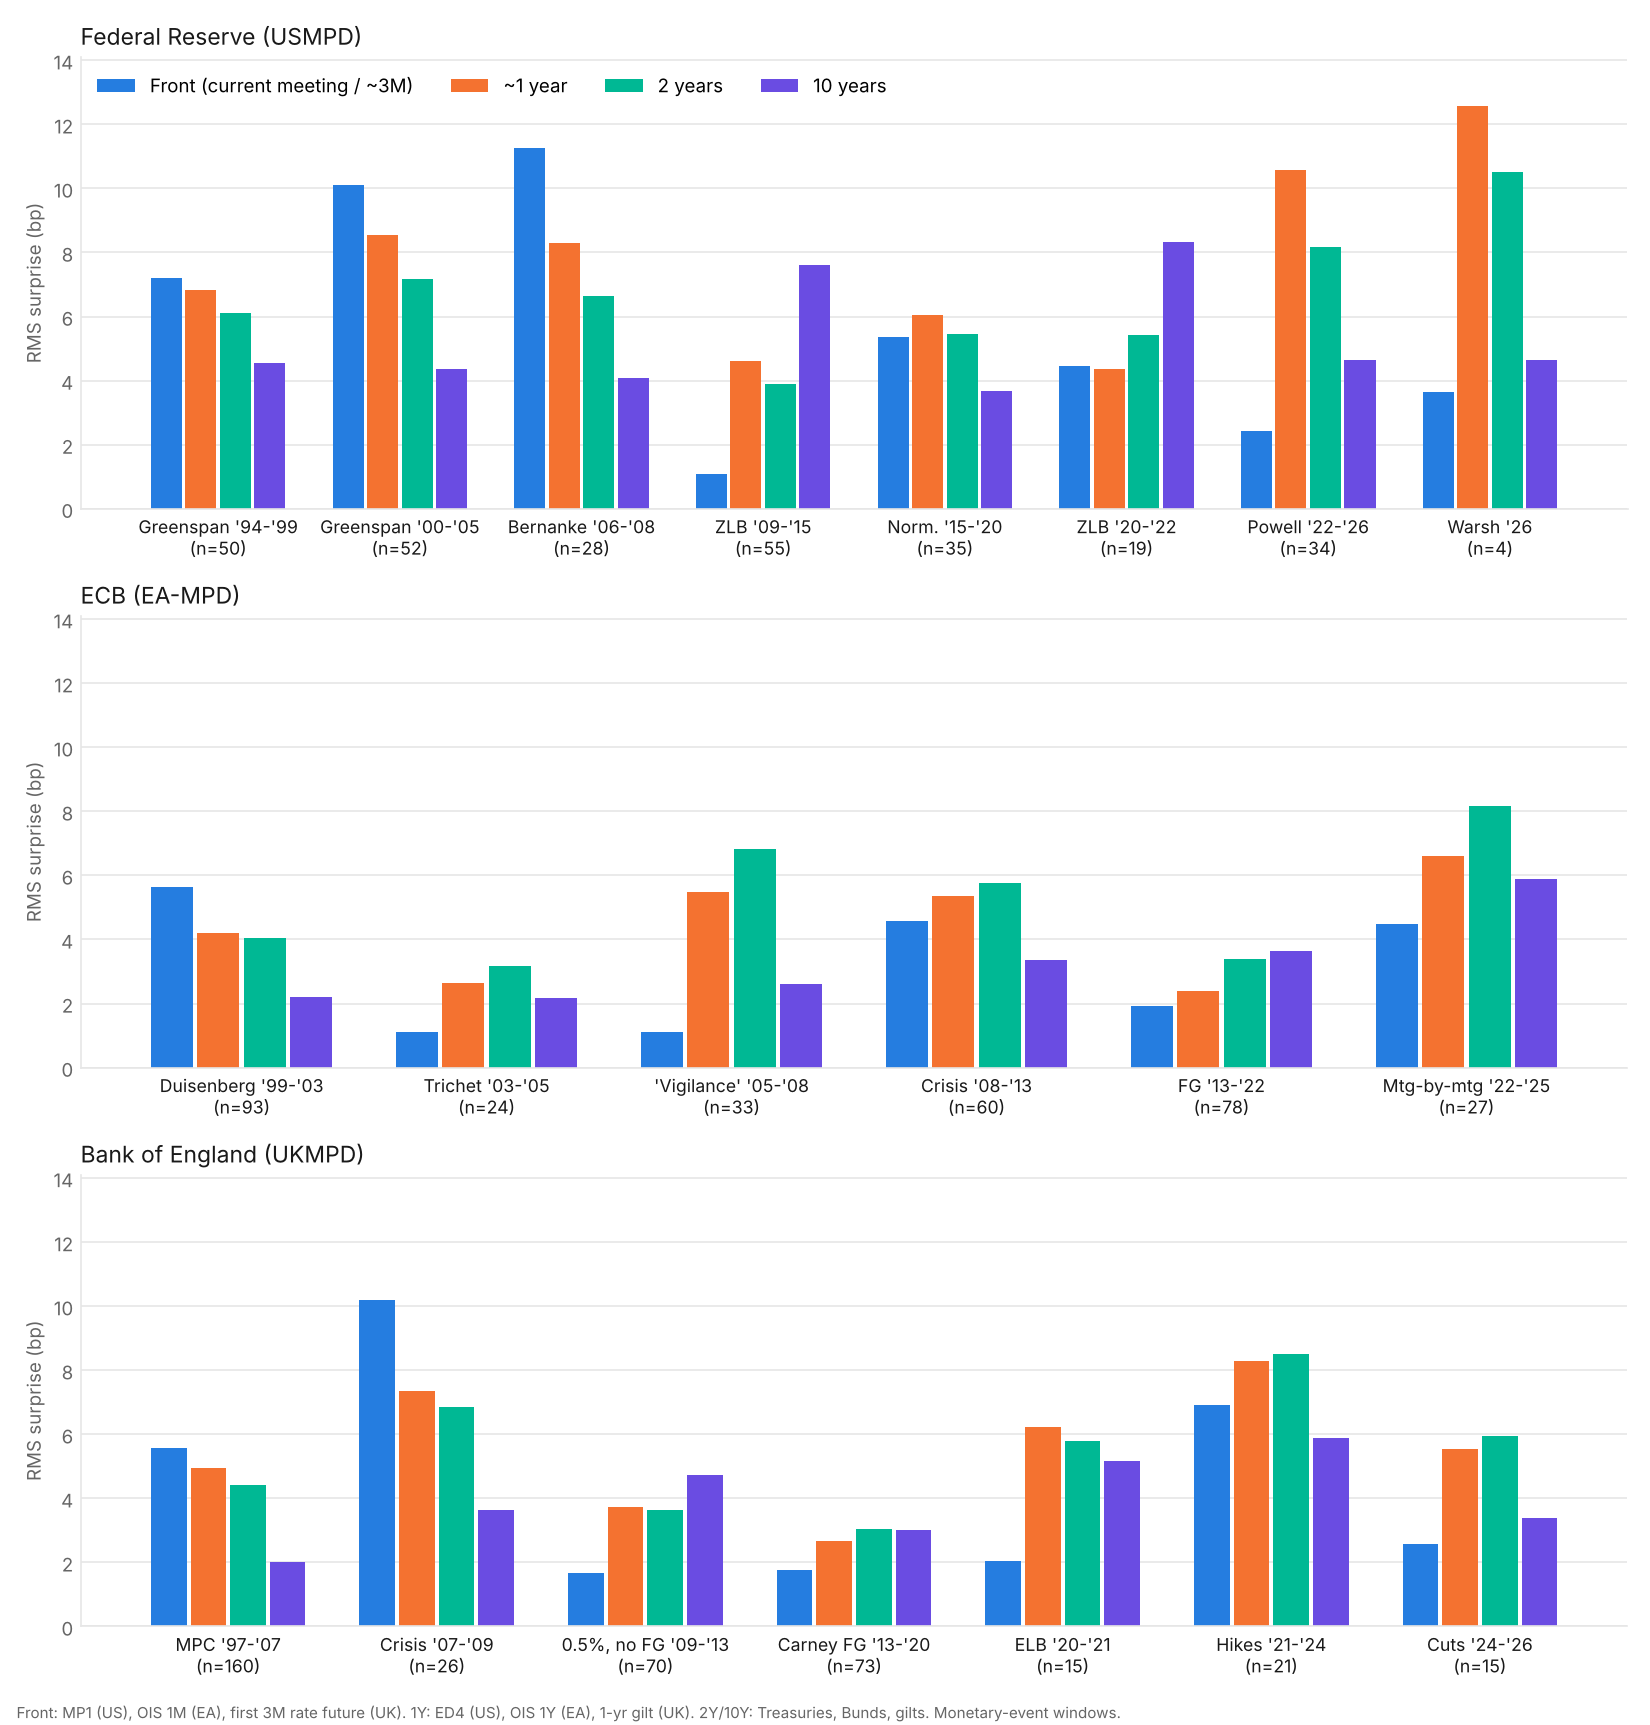 Federal Reserve (USMPD)
Front (current meeting / ~3M) ~1 year 2 years 10 years
RMS surprise (bp)
14
12
10
8
6
4
2
0
Greenspan '94-'99 Greenspan '00-'05 Bernanke '06-'08 ZLB '09-'15 Norm. '15-'20 ZLB '20-'22 Powell '22-'26 Warsh '26
(n=50) (n=52) (n=28) (n=55) (n=35) (n=19) (n=34) (n=4)
ECB (EA-MPD)
RMS surprise (bp)
14
12
10
8
6
4
2
0
Duisenberg '99-'03 Trichet '03-'05 'Vigilance' '05-'08 Crisis '08-'13 FG '13-'22 Mtg-by-mtg '22-'25
(n=93) (n=24) (n=33) (n=60) (n=78) (n=27)
Bank of England (UKMPD)
RMS surprise (bp)
14
12
10
8
6
4
2
0
MPC '97-'07 Crisis '07-'09 0.5%, no FG '09-'13 Carney FG '13-'20 ELB '20-'21 Hikes '21-'24 Cuts '24-'26
(n=160) (n=26) (n=70) (n=73) (n=15) (n=21) (n=15)
Front: MP1 (US), OIS 1M (EA), first 3M rate future (UK). 1Y: ED4 (US), OIS 1Y (EA), 1-yr gilt (UK). 2Y/10Y: Treasuries, Bunds, gilts. Monetary-event windows.